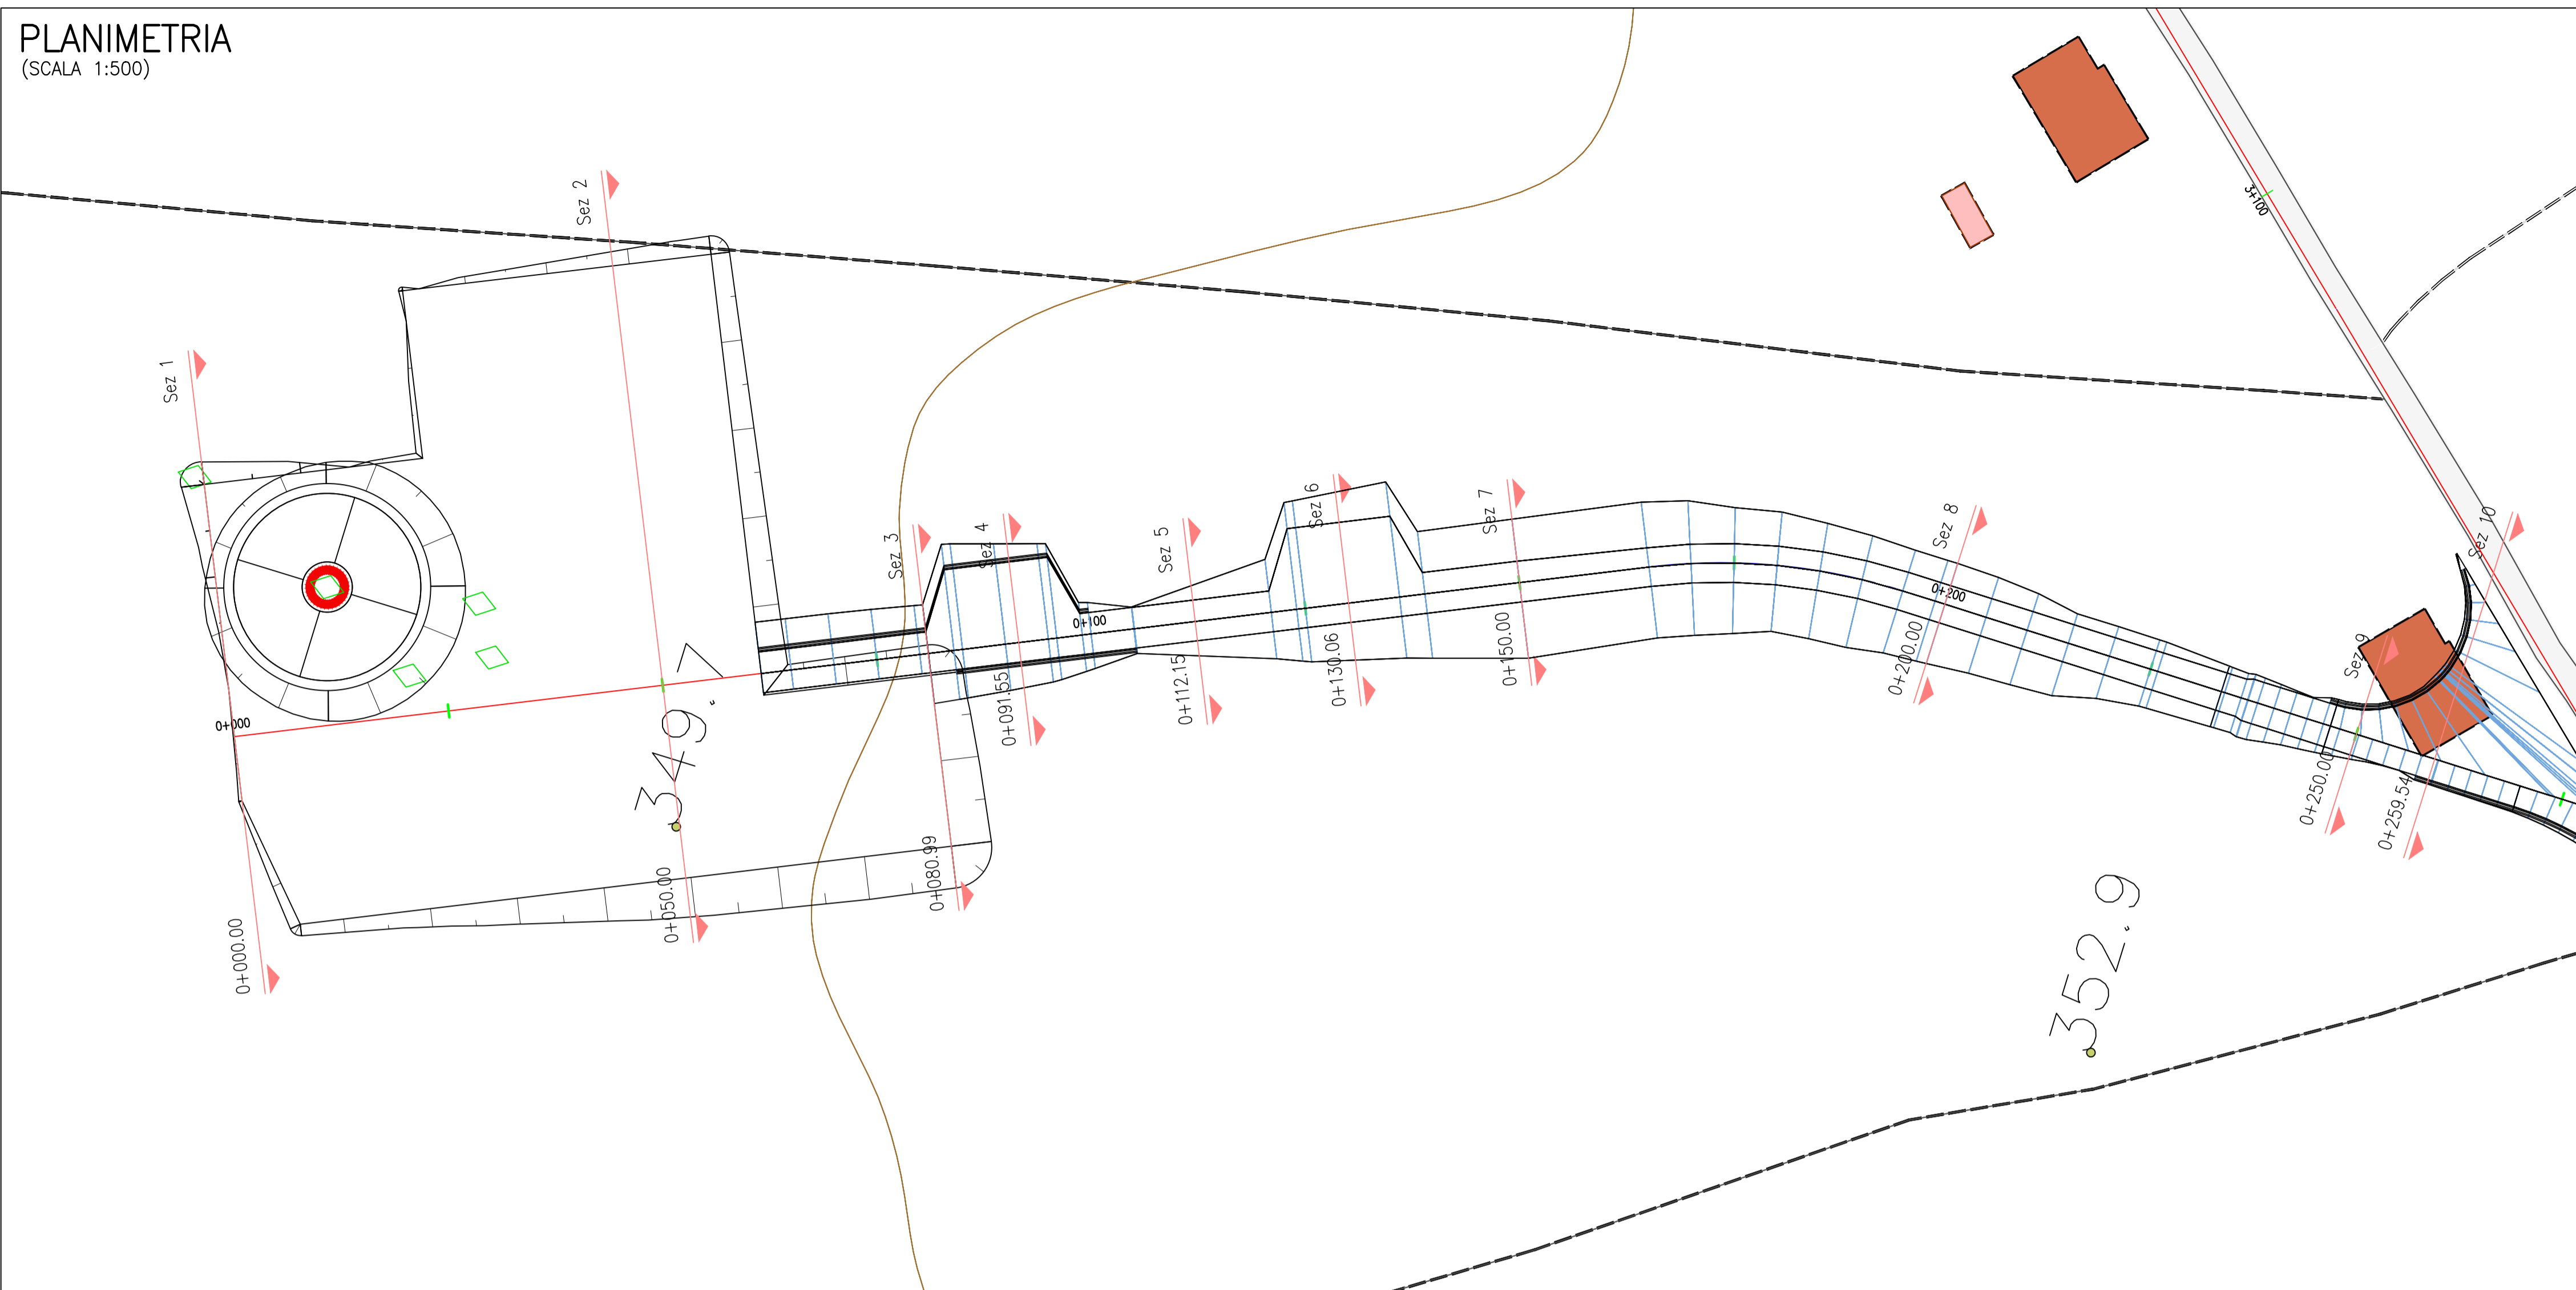 PLANIMETRIA
(SCALA 1:500)
Sez 1
Sez 2
Sez 3
Sez 4
Sez 5
Sez 6
Sez 7
Sez 8
Sez 9
Sez 10
3+100
0+000
0+100
0+200
349.7
352.9
0+000.00
0+050.00
0+080.99
0+091.55
0+112.15
0+130.06
0+150.00
0+200.00
0+250.00
0+259.54